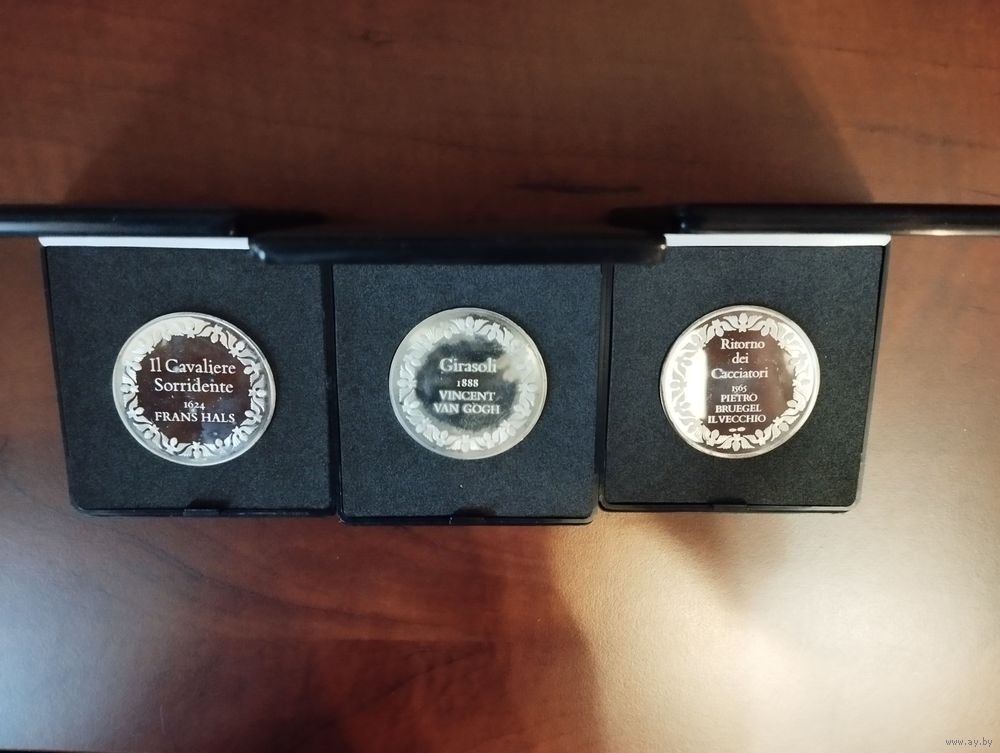 Il Cavaliere
Sorridente
1624
FRANS HALS
Girasoli
1888
VINCENT
VAN GOGH
Ritorno
dei
Cacciatori
1565
PIETRO
BRUEGEL
IL VECCHIO
www.ay.by